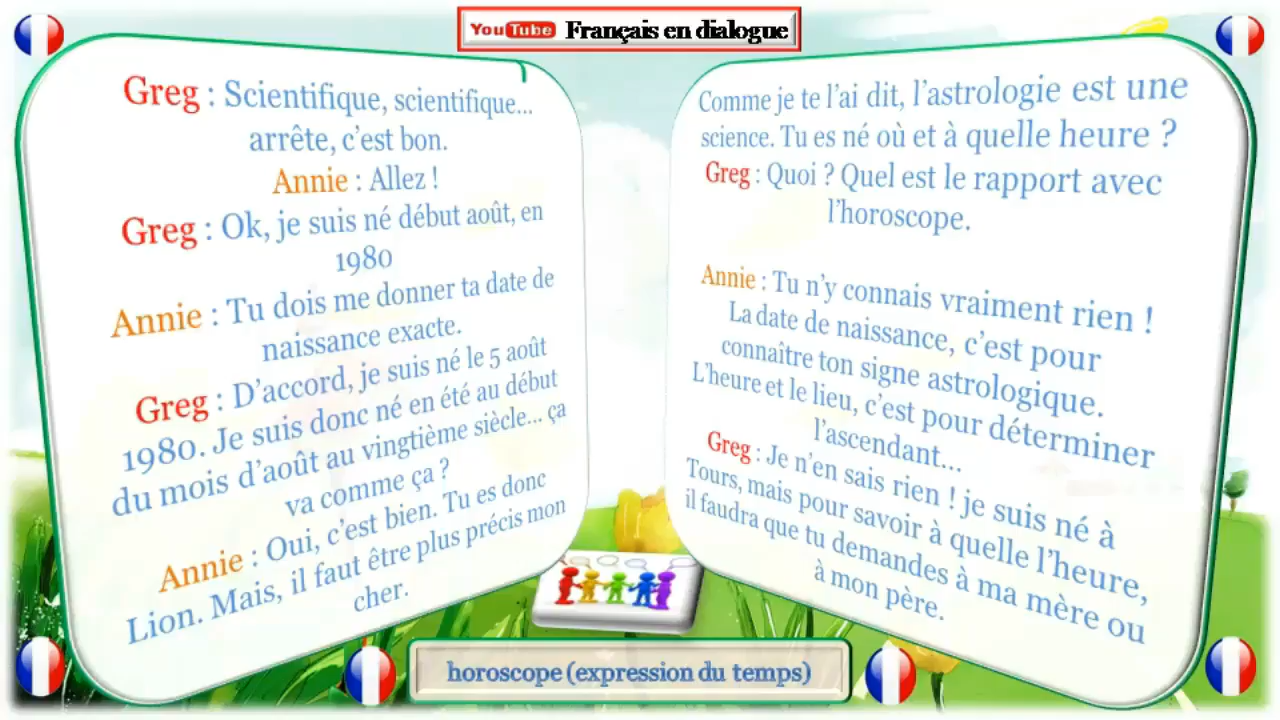 YouTube Français en dialogue
Greg : Scientifique, scientifique...
arrête, c'est bon.
Annie : Allez !
Greg : Ok, je suis né début août, en
1980
Annie : Tu dois me donner ta date de
naissance exacte.
Greg : D'accord, je suis né le 5 août
1980. Je suis donc né en été au début
du mois d'août au vingtième siècle... ça
va comme ça ?
Annie : Oui, c'est bien. Tu es donc
Lion. Mais, il faut être plus précis mon
cher.
Comme je te l'ai dit, l'astrologie est une
science. Tu es né où et à quelle heure ?
Greg : Quoi ? Quel est le rapport avec
l'horoscope.
Annie : Tu n'y connais vraiment rien !
La date de naissance, c'est pour
connaître ton signe astrologique.
L'heure et le lieu, c'est pour déterminer
l'ascendant...
Greg : Je n'en sais rien ! je suis né à
Tours, mais pour savoir à quelle l'heure,
il faudra que tu demandes à ma mère ou
à mon père.
horoscope (expression du temps)